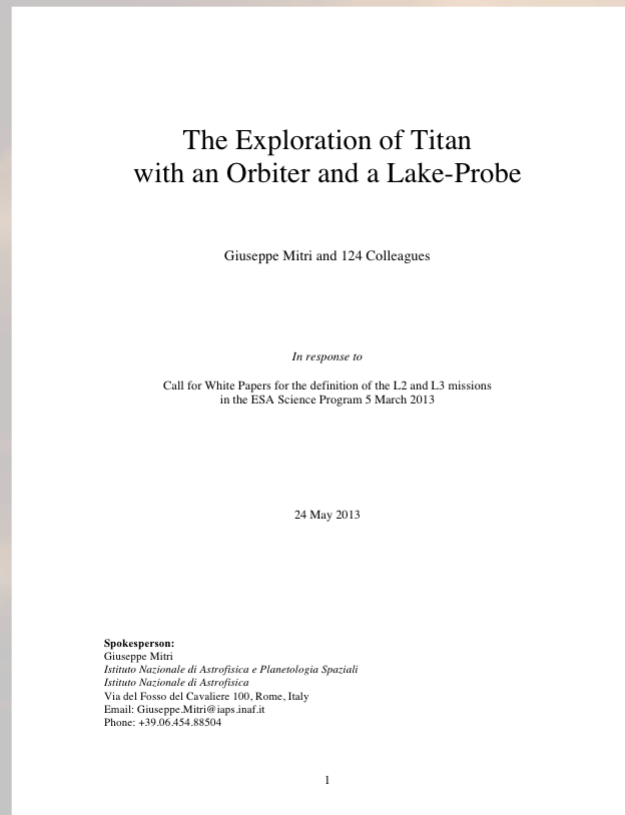 The Exploration of Titan
with an Orbiter and a Lake-Probe
Giuseppe Mitri and 124 Colleagues
In response to
Call for White Papers for the definition of the L2 and L3 missions
in the ESA Science Program 5 March 2013
24 May 2013
Spokesperson:
Giuseppe Mitri
Istituto Nazionale di Astrofisica e Planetologia Spaziali
Istituto Nazionale di Astrofisica
Via del Fosso del Cavaliere 100, Rome, Italy
Email: Giuseppe.Mitri@iaps.inaf.it
Phone: +39.06.454.88504
1